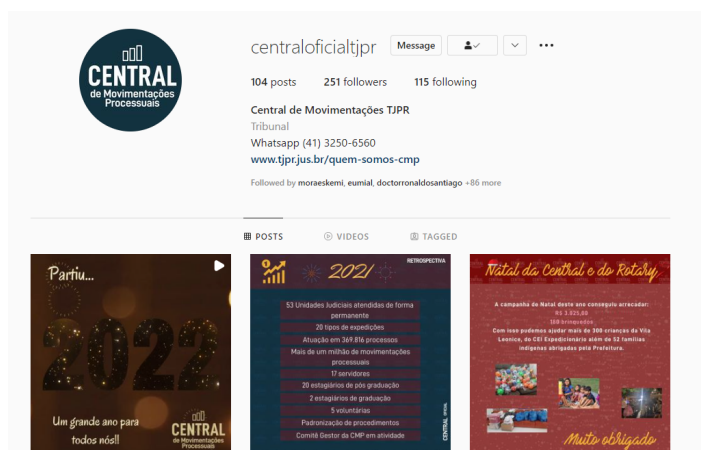 CENTRAL
de Movimentações
Processuais
centraloficialtjpr Message
104 posts 251 followers 115 following
Central de Movimentações TJPR
Tribunal
Whatsapp (41) 3250-6560
www.tjpr.jus.br/quem-somos-cmp
Followed by moraeskemi, eumial, doctorronaldosantiago +86 more
POSTS VIDEOS TAGGED
Partiu...
2022
Um grande ano para
todos nós!!
CENTRAL
de Movimentações
Processuais
RETROSPECTIVA
2021
53 Unidades Judiciais atendidas de forma
permanente
20 tipos de expedições
Atuação em 369.816 processos
Mais de um milhão de movimentações
processuais
17 servidores
20 estagiários de pós graduação
2 estagiários de graduação
5 voluntárias
Padronização de procedimentos
Comitê Gestor da CMP em atividade
CENTRAL
Natal da Central e do Rotary
A campanha de Natal deste ano conseguiu arrecadar:
R$ 3.025,00
108 brinquedos
Com isso podemos ajudar mais de 300 crianças da Vila
Leonice, do CEI Expedicionário além de 52 famílias
indígenas abrigadas pela Prefeitura.
Muito obrigado